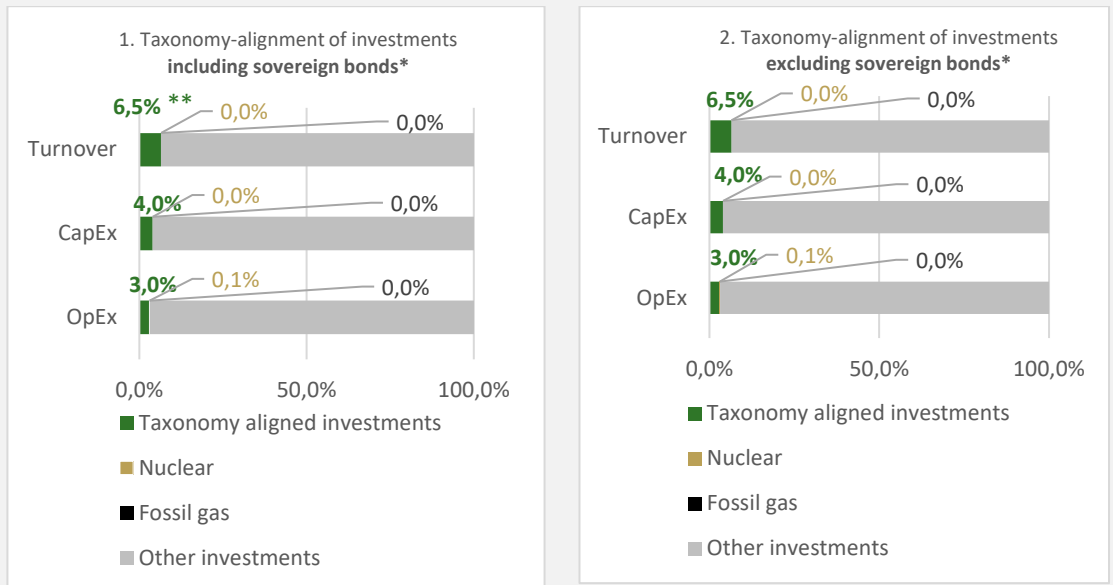 1. Taxonomy-alignment of investments
including sovereign bonds*
6,5% **
0,0%
0,0%
Turnover
4,0%
0,0%
0,0%
CapEx
3,0%
0,1%
0,0%
OpEx
0,0%
50,0%
100,0%
Taxonomy aligned investments
Nuclear
Fossil gas
Other investments
2. Taxonomy-alignment of investments
excluding sovereign bonds*
6,5%
0,0%
0,0%
Turnover
4,0%
0,0%
0,0%
CapEx
3,0%
0,1%
0,0%
OpEx
0,0%
50,0%
100,0%
Taxonomy aligned investments
Nuclear
Fossil gas
Other investments